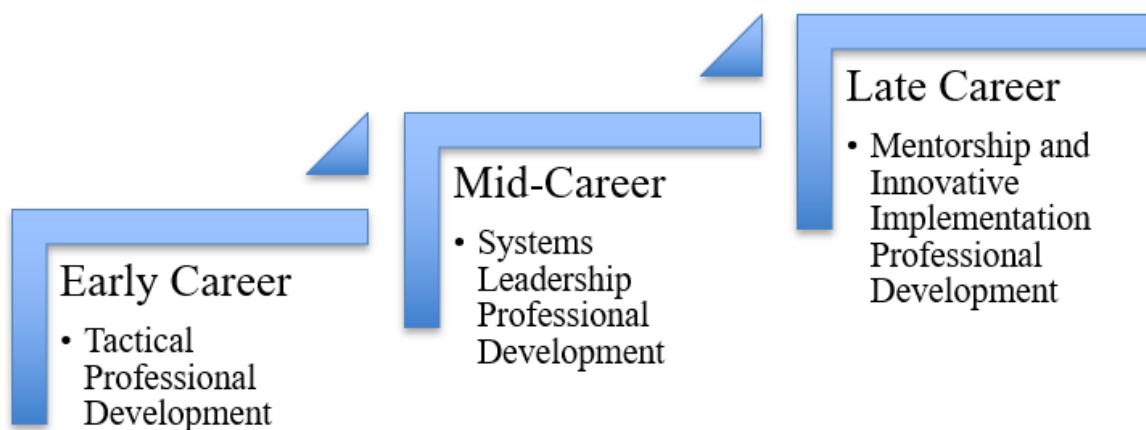 Early Career
• Tactical
Professional
Development
Mid-Career
• Systems
Leadership
Professional
Development
Late Career
• Mentorship and
Innovative
Implementation
Professional
Development